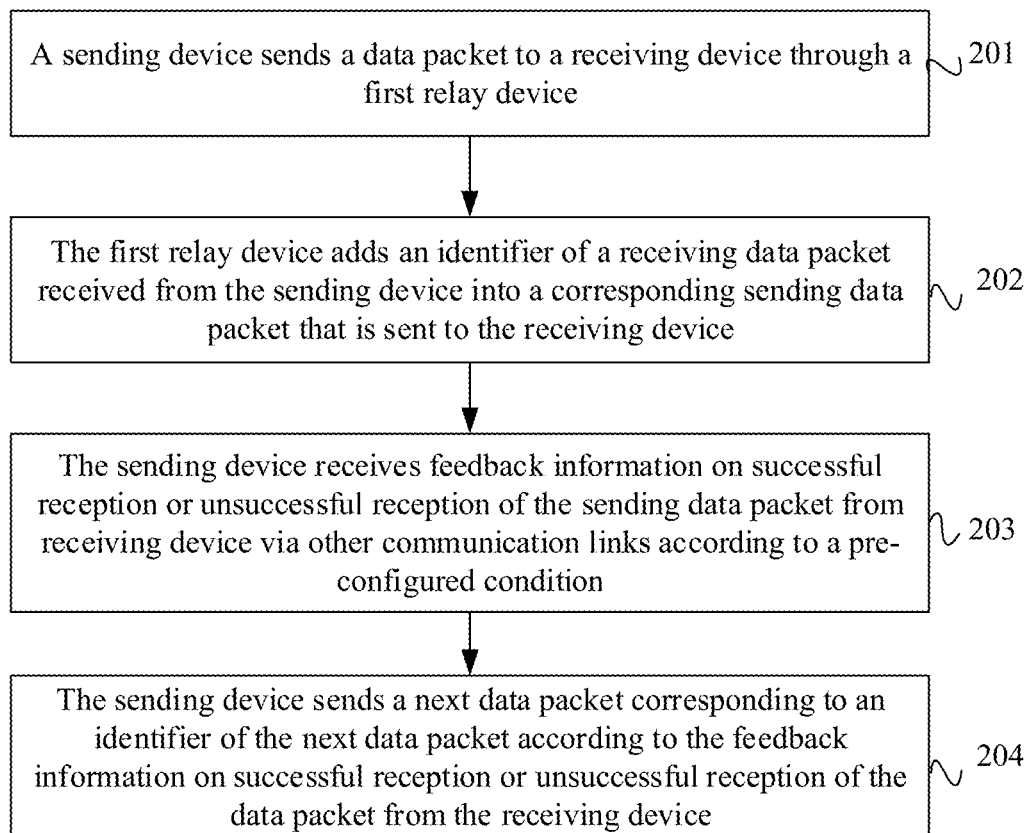 A sending device sends a data packet to a receiving device through a
first relay device
201
The first relay device adds an identifier of a receiving data packet
received from the sending device into a corresponding sending data
packet that is sent to the receiving device
202
The sending device receives feedback information on successful
reception or unsuccessful reception of the sending data packet from
receiving device via other communication links according to a pre-
configured condition
203
The sending device sends a next data packet corresponding to an
identifier of the next data packet according to the feedback
information on successful reception or unsuccessful reception of the
data packet from the receiving device
204